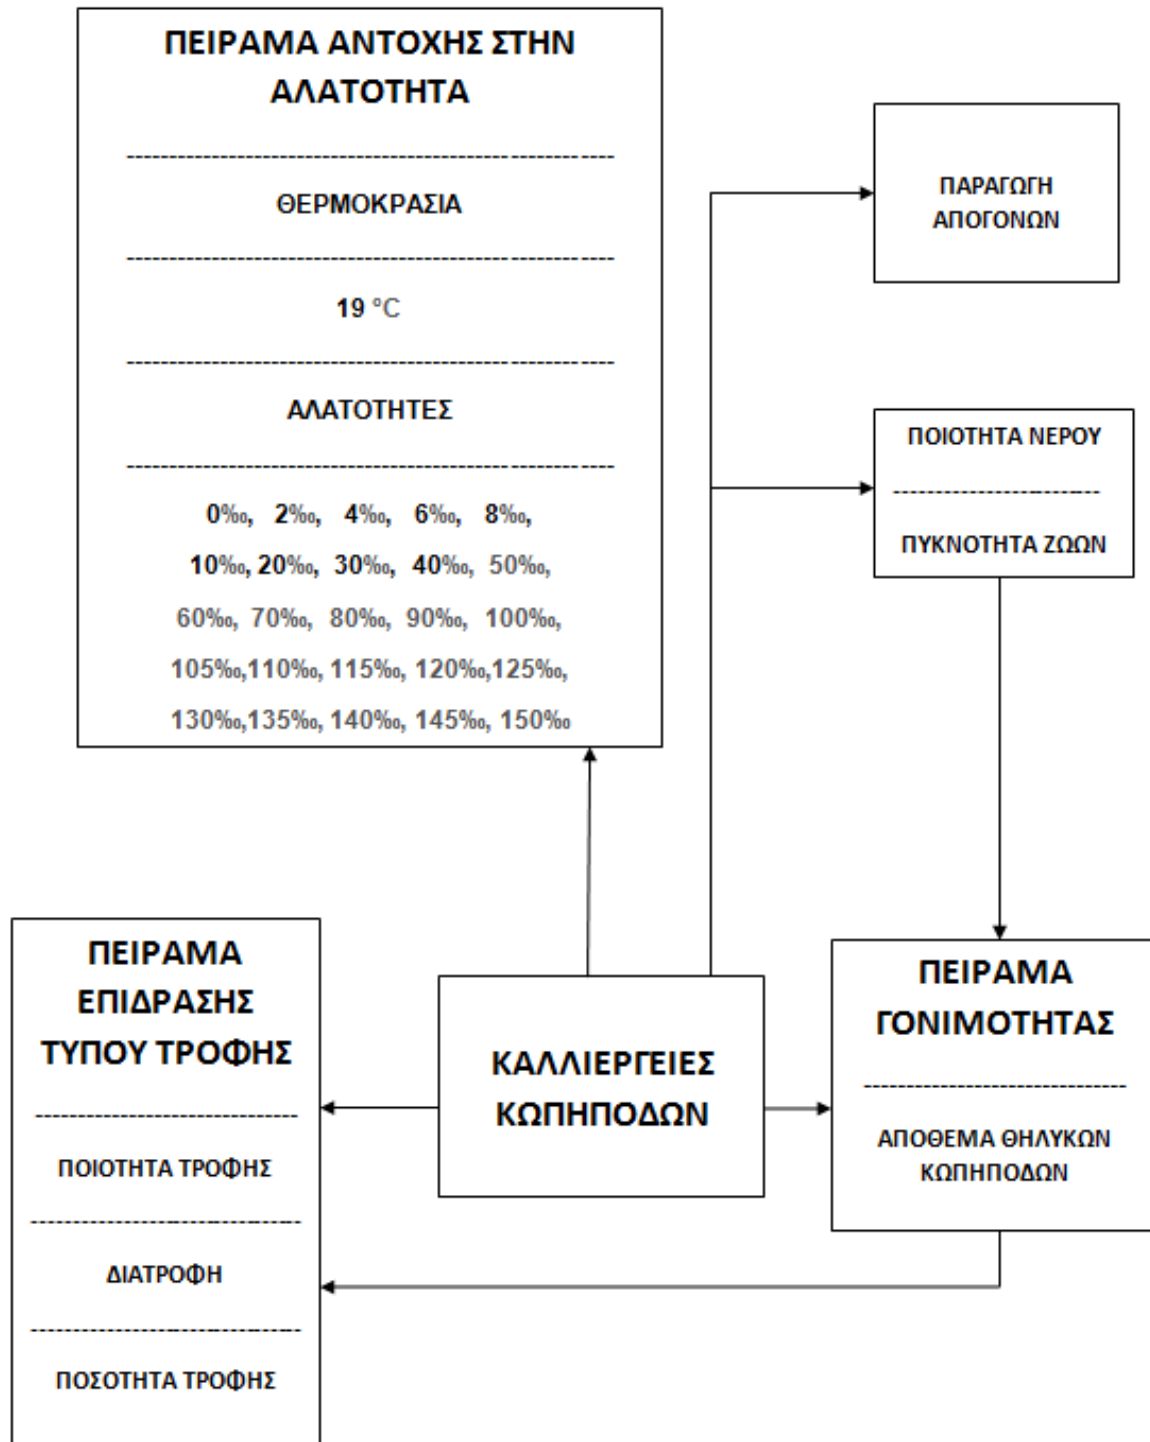 ΠΕΙΡΑΜΑ ΑΝΤΟΧΗΣ ΣΤΗΝ
ΑΛΑΤΟΤΗΤΑ
ΘΕΡΜΟΚΡΑΣΙΑ
19 °C
ΑΛΑΤΟΤΗΤΕΣ
0‰, 2‰, 4‰, 6‰, 8‰,
10‰, 20‰, 30‰, 40‰, 50‰,
60‰, 70‰, 80‰, 90‰, 100‰,
105‰,110‰, 115‰, 120‰,125‰,
130‰,135‰, 140‰, 145‰, 150‰
ΠΑΡΑΓΩΓΗ
ΑΠΟΓΟΝΩΝ
ΠΟΙΟΤΗΤΑ ΝΕΡΟΥ
ΠΥΚΝΟΤΗΤΑ ΖΩΩΝ
ΠΕΙΡΑΜΑ
ΕΠΙΔΡΑΣΗΣ
ΤΥΠΟΥ ΤΡΟΦΗΣ
ΠΟΙΟΤΗΤΑ ΤΡΟΦΗΣ
ΔΙΑΤΡΟΦΗ
ΠΟΣΟΤΗΤΑ ΤΡΟΦΗΣ
ΚΑΛΛΙΕΡΓΕΙΕΣ
ΚΩΠΗΠΟΔΩΝ
ΠΕΙΡΑΜΑ
ΓΟΝΙΜΟΤΗΤΑΣ
ΑΠΟΘΕΜΑ ΘΗΛΥΚΩΝ
ΚΩΠΗΠΟΔΩΝ